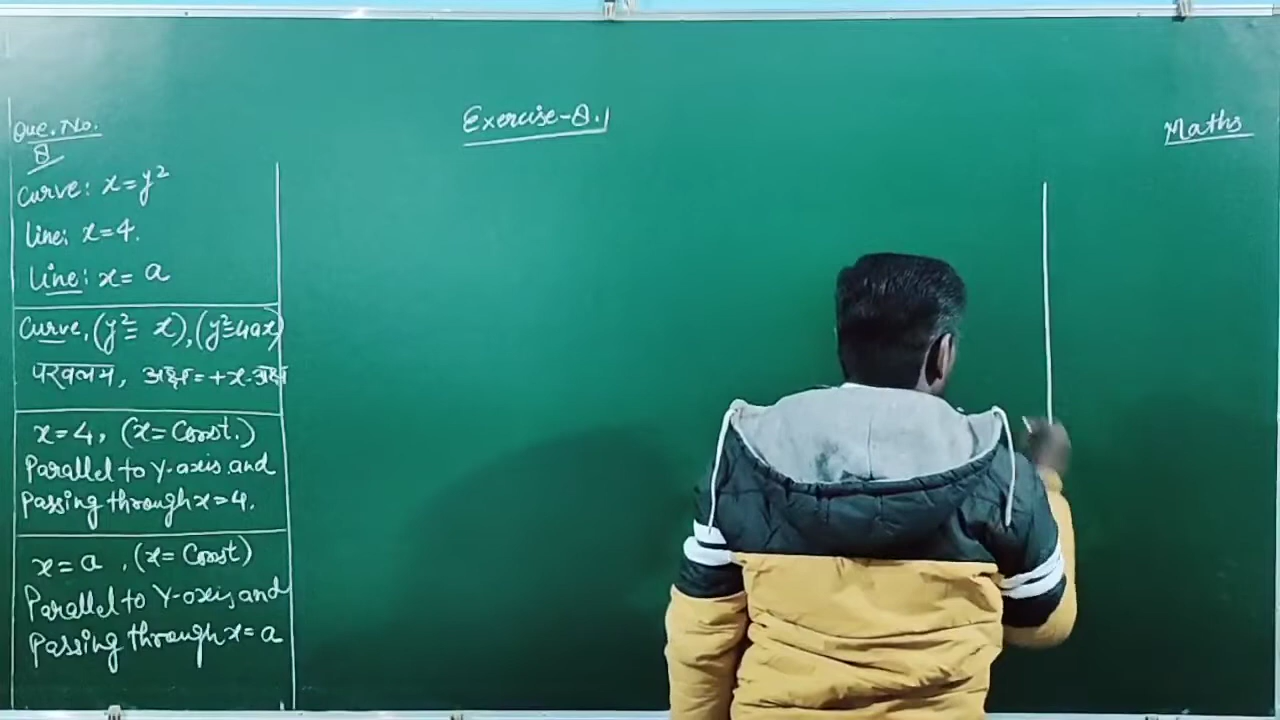 Exercise-8.1
Maths
Que. No.
8
Curve: x=y²
Line: x=4.
Line: x= a
Curve, (y²= x), (y²=4ax)
परवलय, अक्ष=+x-अक्ष
x=4, (x=Const.)
Parallel to Y-axis and
Passing through x=4.
x=a, (x=Const)
Parallel to Y-axis, and
Passing through x=a